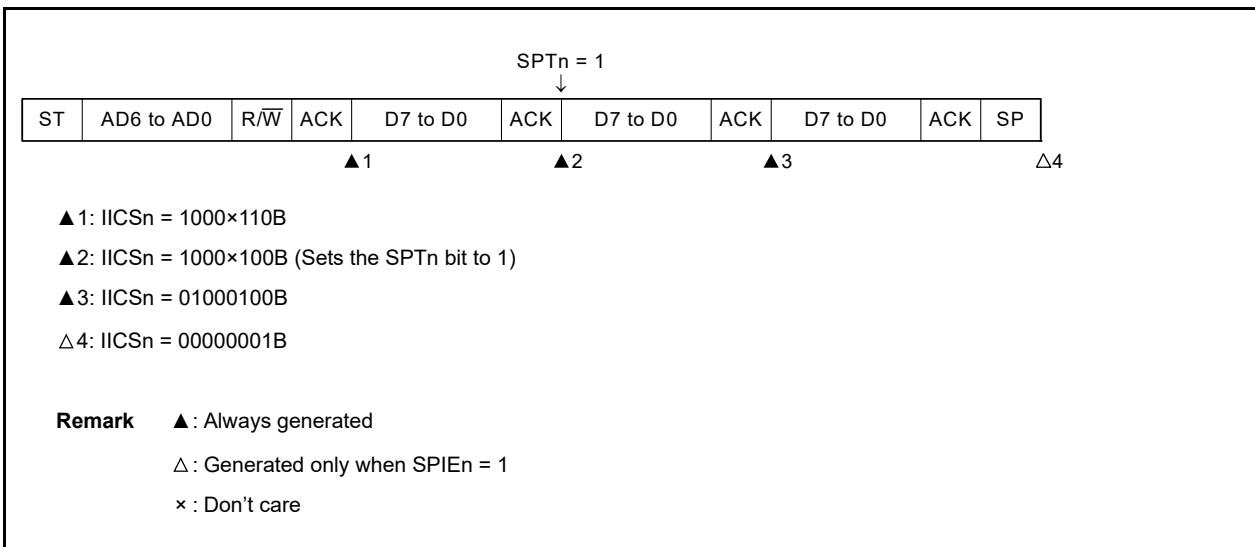 SPTn = 1
↓
ST AD6 to AD0 R/W̅ ACK D7 to D0 ACK D7 to D0 ACK D7 to D0 ACK SP
▲1 ▲2 ▲3 △4
▲1: IICSn = 1000×110B
▲2: IICSn = 1000×100B (Sets the SPTn bit to 1)
▲3: IICSn = 01000100B
△4: IICSn = 00000001B
Remark ▲: Always generated
△: Generated only when SPIEn = 1
×: Don’t care